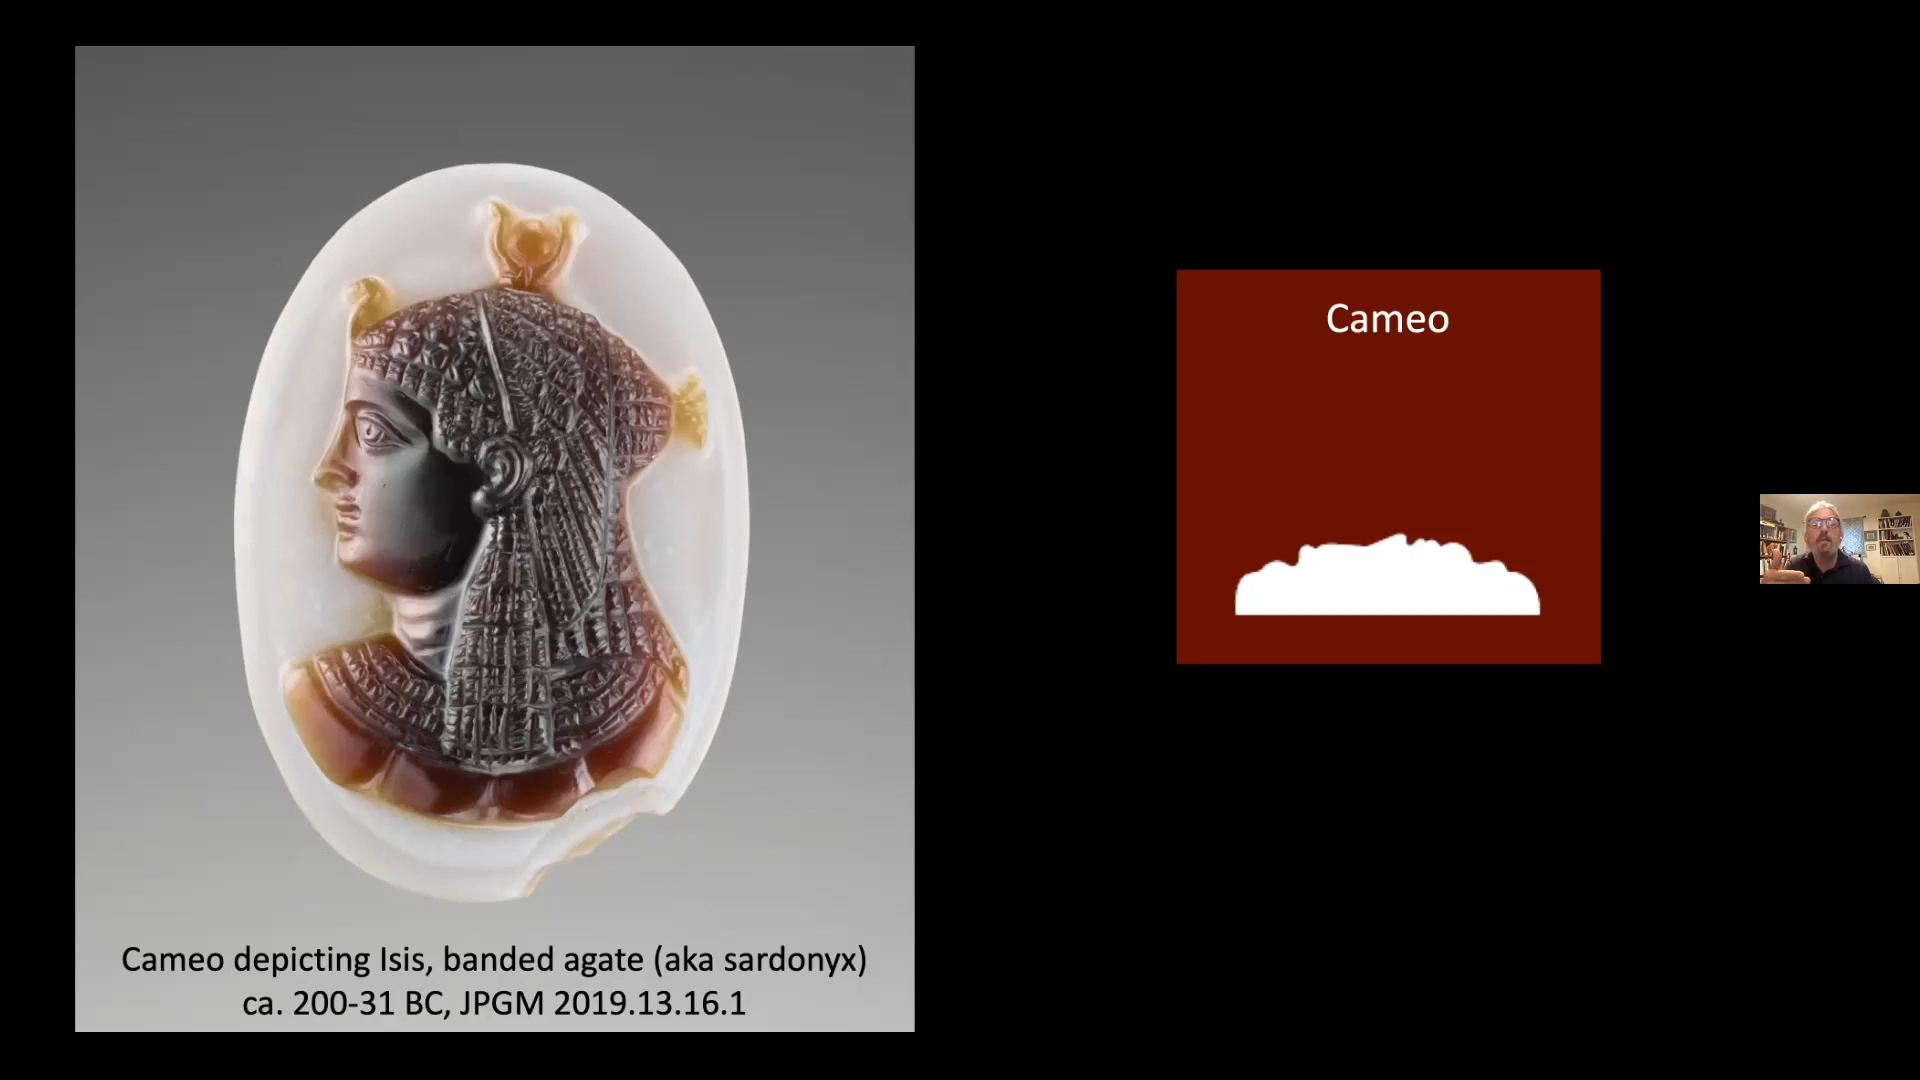 Cameo depicting Isis, banded agate (aka sardonyx)
ca. 200-31 BC, JPGM 2019.13.16.1
Cameo